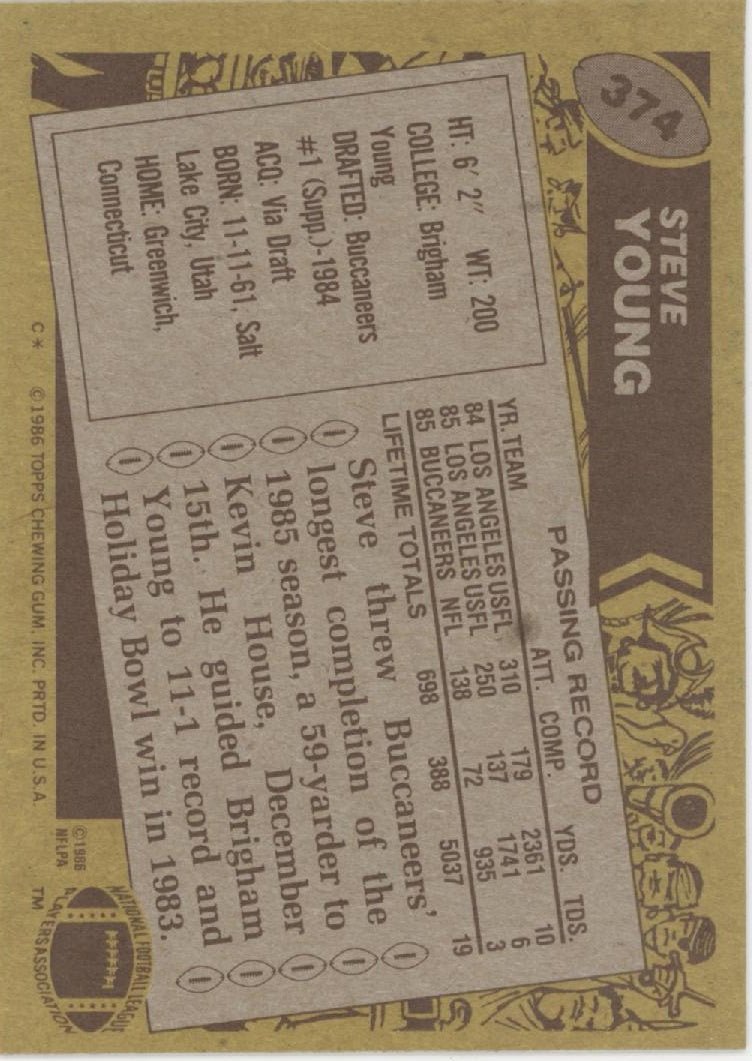 374
STEVE
YOUNG
HT: 6' 2" WT: 200
COLLEGE: Brigham
Young
DRAFTED: Buccaneers
#1 (Supp.)-1984
ACQ: Via Draft
BORN: 11-11-61, Salt
Lake City, Utah
HOME: Greenwich,
Connecticut
PASSING RECORD
YR. TEAM ATT. COMP. YDS. TDS.
84 LOS ANGELES USFL 310 179 2361 10
85 LOS ANGELES USFL 250 137 1741 6
85 BUCCANEERS NFL 138 72 935 3
LIFETIME TOTALS 698 388 5037 19
Steve threw Buccaneers'
longest completion of the
1985 season, a 59-yarder to
Kevin House, December
15th. He guided Brigham
Young to 11-1 record and
Holiday Bowl win in 1983.
C* ©1986 TOPPS CHEWING GUM, INC. PRTD. IN U.S.A.
©1986
NFLPA
NATIONAL FOOTBALL LEAGUE
PLAYERS ASSOCIATION
TM